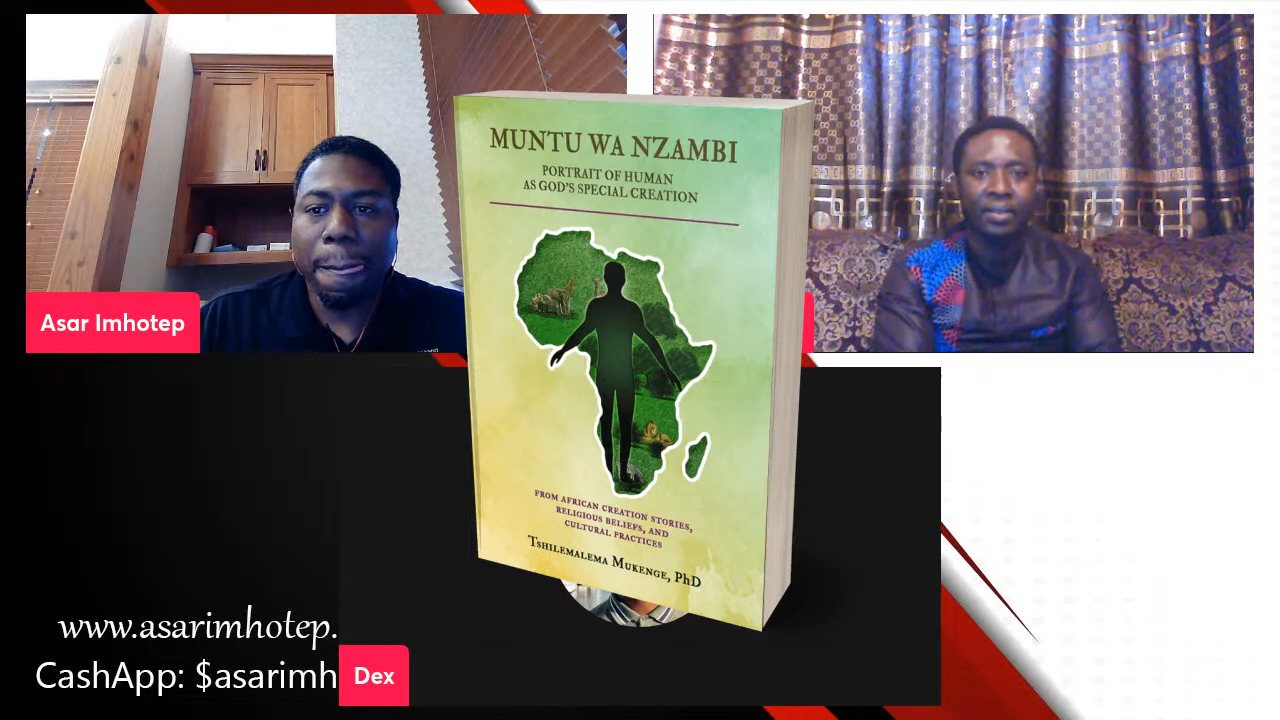 MUNTU WA NZAMBI
PORTRAIT OF HUMAN
AS GOD'S SPECIAL CREATION
Asar Imhotep
FROM AFRICAN CREATION STORIES,
RELIGIOUS BELIEFS, AND
CULTURAL PRACTICES
TSHILEMALEMA MUKENGE, PHD
www.asarimhotep.
CashApp: $asarimh
Dex